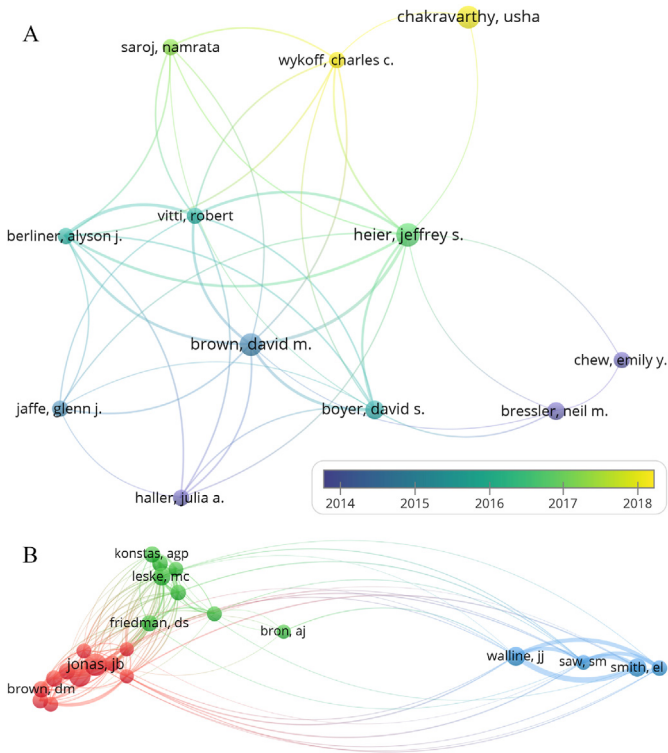 A
chakravarthy, usha
saroj, namrata
wykoff, charles c.
vitti, robert
berliner, alyson j.
heier, jeffrey s.
brown, david m.
chew, emily y.
jaffe, glenn j.
boyer, david s.
bressler, neil m.
haller, julia a.
2014 2015 2016 2017 2018
B
konstas, agp
leske, mc
friedman, ds
bron, aj
jonas, jb
walline, jj
saw, sm
smith, el
brown, dm